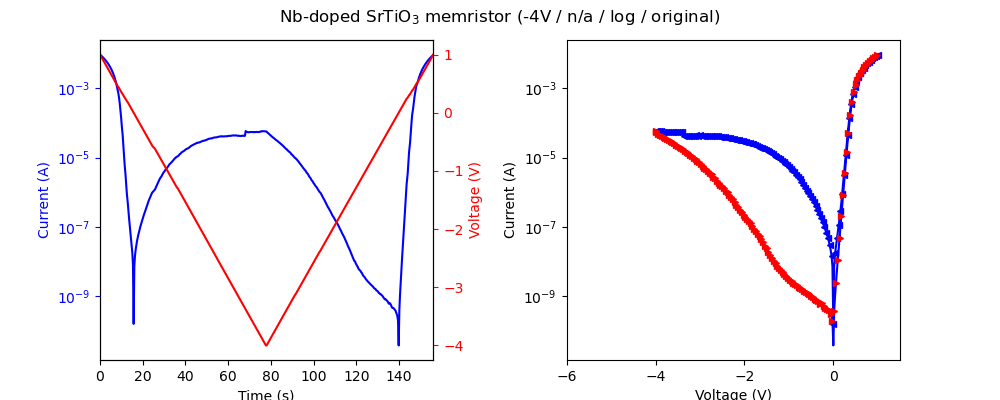 Nb-doped SrTiO₃ memristor (-4V / n/a / log / original)
Current (A)
10⁻³
10⁻⁵
10⁻⁷
10⁻⁹
0 20 40 60 80 100 120 140
Time (s)
1
0
−1
−2
−3
−4
Voltage (V)
Current (A)
10⁻³
10⁻⁵
10⁻⁷
10⁻⁹
−6 −4 −2 0
Voltage (V)